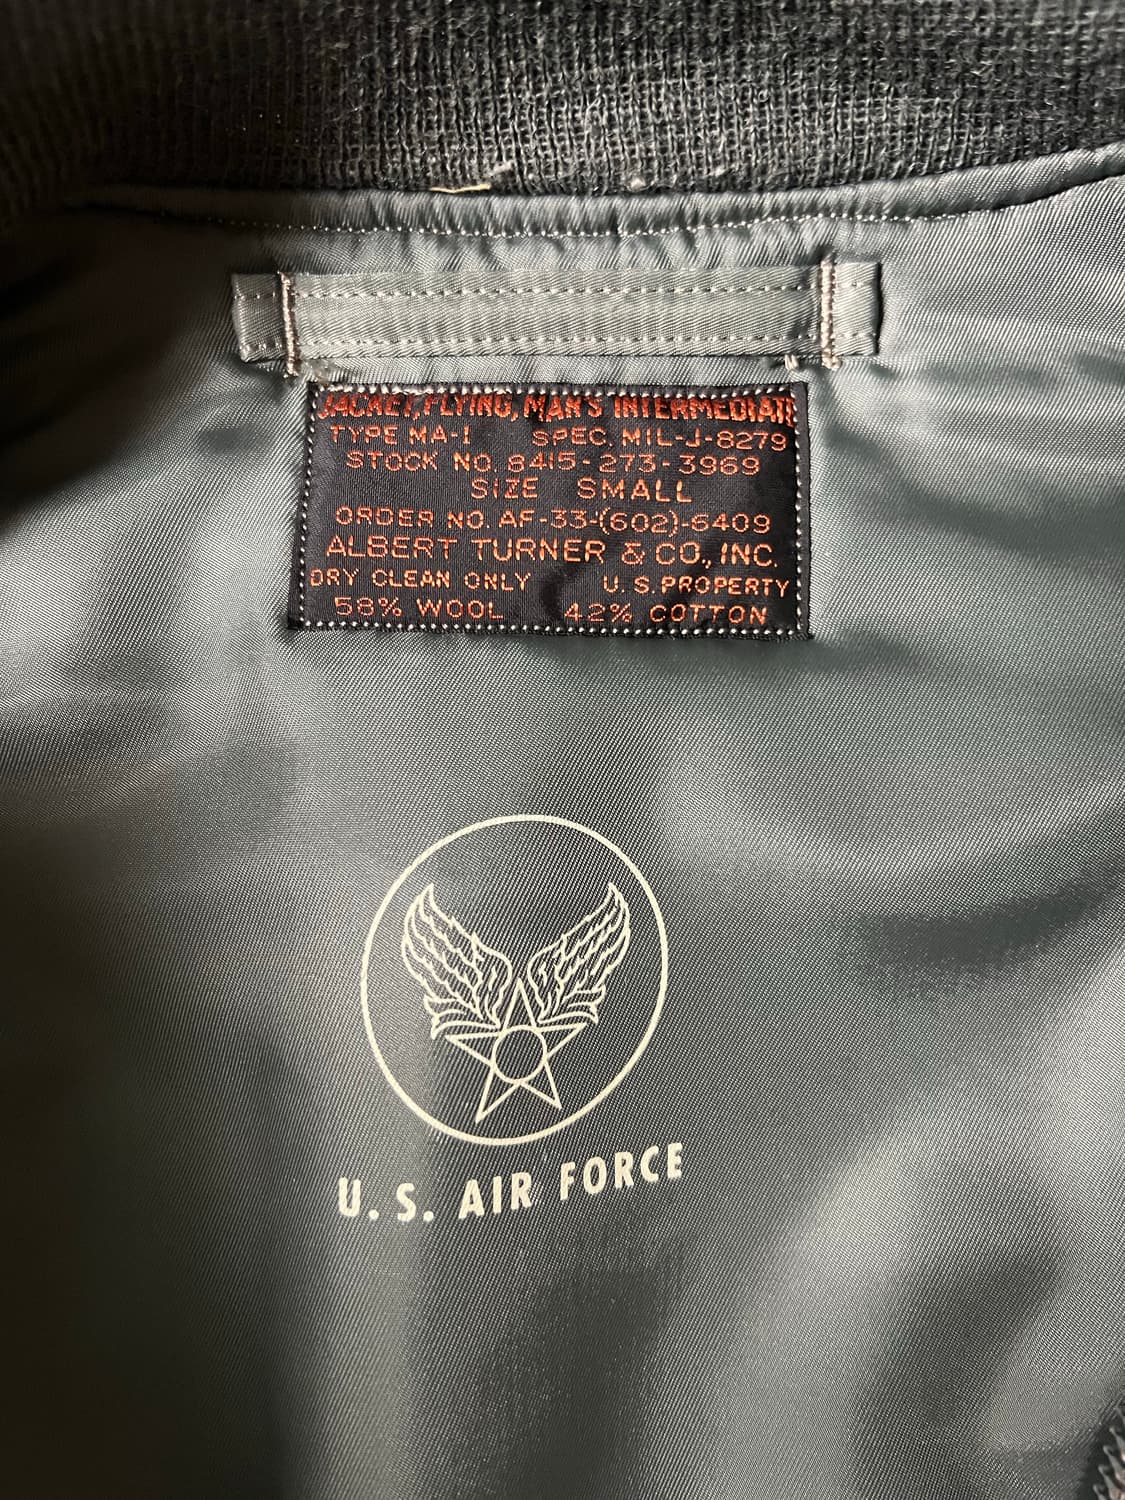 JACKET, FLYING, MAN'S INTERMEDIATE
TYPE MA-1 SPEC. MIL-J-8279
STOCK NO. 8415-273-3969
SIZE SMALL
ORDER NO. AF-33-(602)-6409
ALBERT TURNER & CO., INC.
DRY CLEAN ONLY U.S. PROPERTY
58% WOOL 42% COTTON
U.S. AIR FORCE